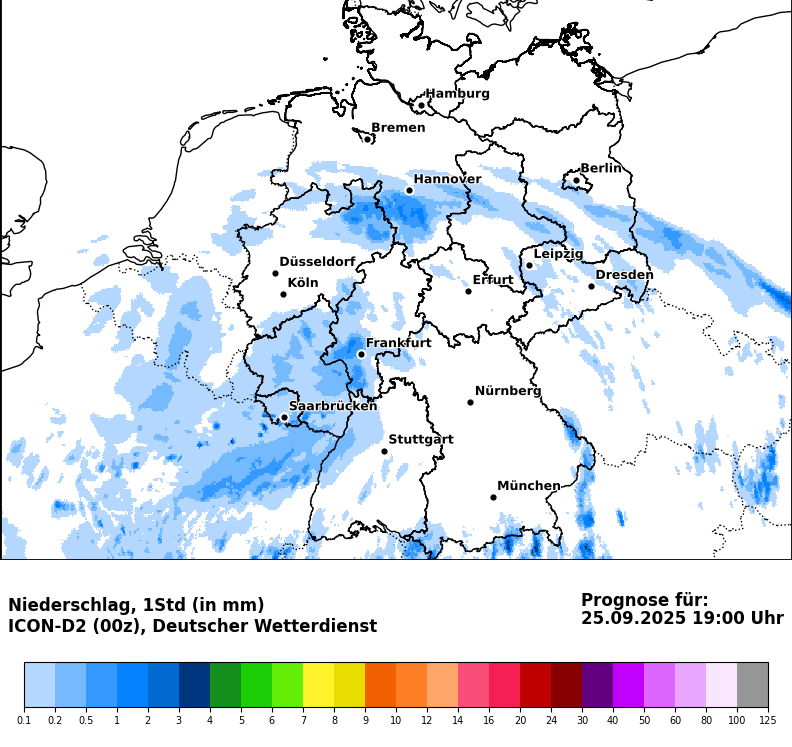 Hamburg
Bremen
Berlin
Hannover
Leipzig
Düsseldorf
Dresden
Köln
Erfurt
Frankfurt
Nürnberg
Saarbrücken
Stuttgart
München
Niederschlag, 1Std (in mm)
ICON-D2 (00z), Deutscher Wetterdienst
Prognose für:
25.09.2025 19:00 Uhr
0.1 0.2 0.5 1 2 3 4 5 6 7 8 9 10 12 14 16 20 24 30 40 50 60 80 100 125